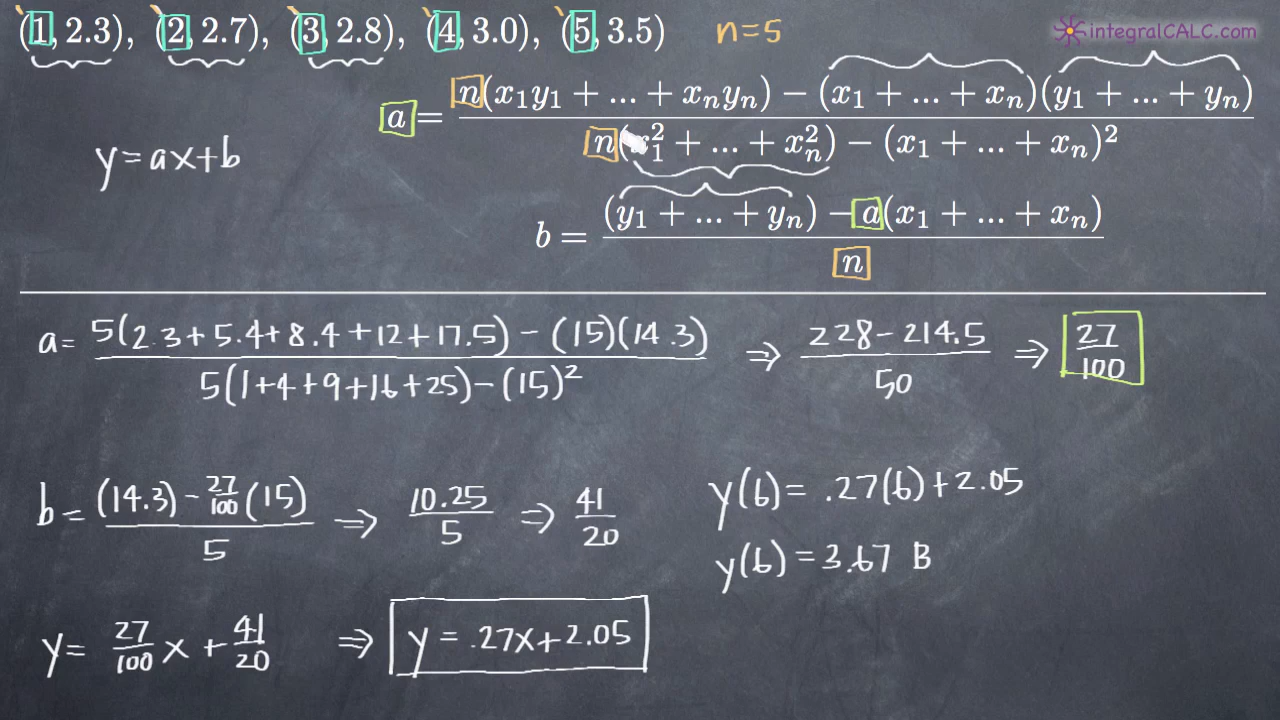 (1, 2.3), (2, 2.7), (3, 2.8), (4, 3.0), (5, 3.5) n=5
integralCALC.com
a = n(x₁y₁ + ... + xₙyₙ) − (x₁ + ... + xₙ)(y₁ + ... + yₙ) / n(x₁² + ... + xₙ²) − (x₁ + ... + xₙ)²
y = ax+b
b = (y₁ + ... + yₙ) − a(x₁ + ... + xₙ) / n
a = 5(2.3+5.4+8.4+12+17.5) − (15)(14.3) / 5(1+4+9+16+25) − (15)² ⇒ 228−214.5 / 50 ⇒ 27/100
b = (14.3) − 27/100 (15) / 5 ⇒ 10.25/5 ⇒ 41/20
y(6) = .27(6)+2.05
y(6) = 3.67 B
y = 27/100 x + 41/20 ⇒ y = .27x+2.05